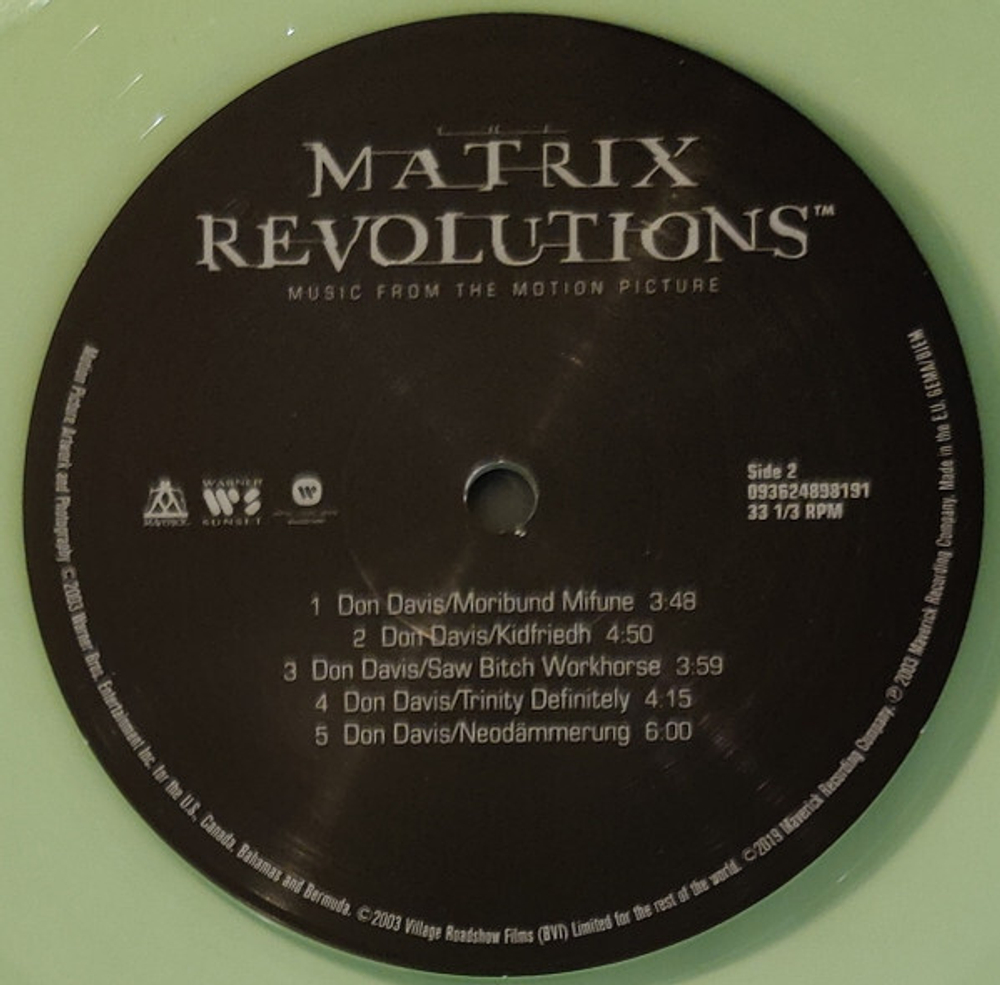 THE
MATRIX
REVOLUTIONS™
MUSIC FROM THE MOTION PICTURE
WARNER
WS
SUNSET
W
Side 2
093624898191
33 1/3 RPM
1 Don Davis/Moribund Mifune 3:48
2 Don Davis/Kidfriedh 4:50
3 Don Davis/Saw Bitch Workhorse 3:59
4 Don Davis/Trinity Definitely 4:15
5 Don Davis/Neodämmerung 6:00
Motion Picture Artwork and Photography ©2003 Warner Bros. Entertainment Inc. for the U.S., Canada, Bahamas and Bermuda. ©2003 Village Roadshow Films (BVI) Limited for the rest of the world. ©2019 Maverick Recording Company. ℗ 2003 Maverick Recording Company. Made in the E.U. GEMA/BIEM